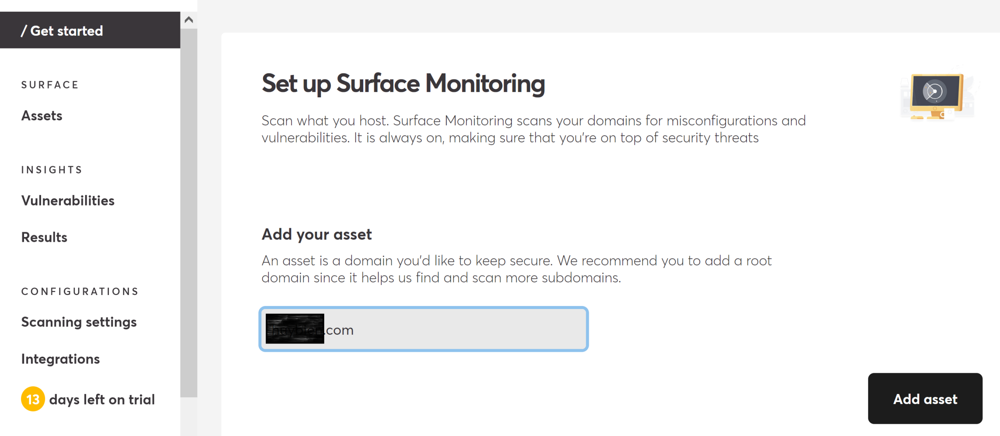 / Get started
SURFACE
Assets
INSIGHTS
Vulnerabilities
Results
CONFIGURATIONS
Scanning settings
Integrations
13 days left on trial
Set up Surface Monitoring
Scan what you host. Surface Monitoring scans your domains for misconfigurations and
vulnerabilities. It is always on, making sure that you're on top of security threats
Add your asset
An asset is a domain you'd like to keep secure. We recommend you to add a root
domain since it helps us find and scan more subdomains.
.com
Add asset